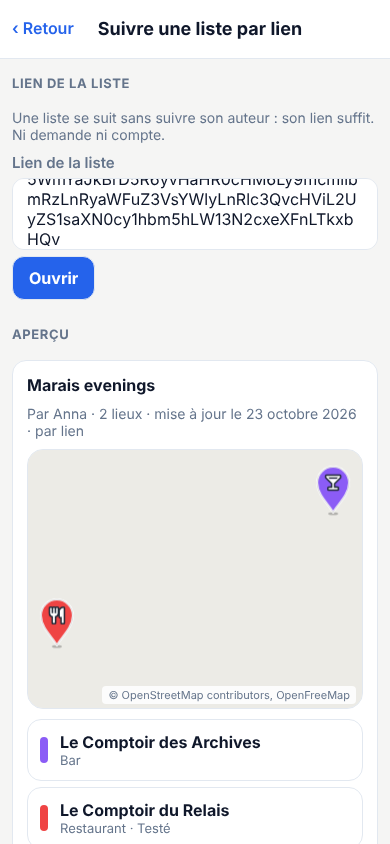 ‹ Retour
Suivre une liste par lien
LIEN DE LA LISTE
Une liste se suit sans suivre son auteur : son lien suffit.
Ni demande ni compte.
Lien de la liste
mRzLnRyaWFuZ3VsYWIyLnRlc3QvcHViL2U
yZS1saXN0cy1hbm5hLW13N2cxeXFnLTkxb
HQv
Ouvrir
APERÇU
Marais evenings
Par Anna · 2 lieux · mise à jour le 23 octobre 2026
· par lien
© OpenStreetMap contributors, OpenFreeMap
Le Comptoir des Archives
Bar
Le Comptoir du Relais
Restaurant · Testé